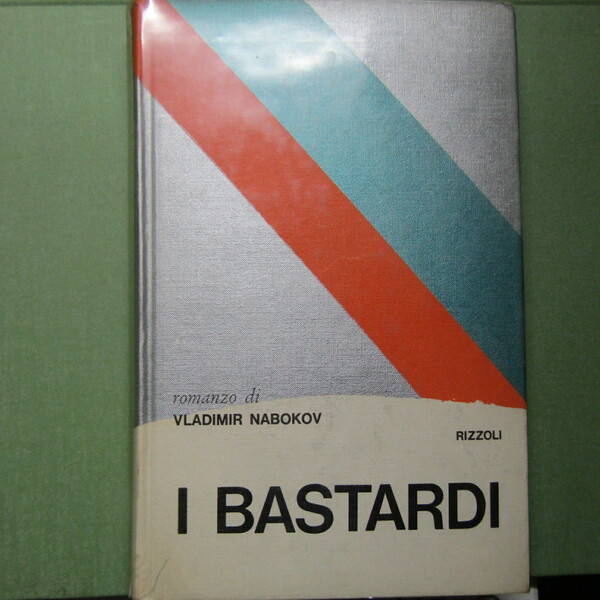 romanzo di
VLADIMIR NABOKOV
RIZZOLI
I BASTARDI